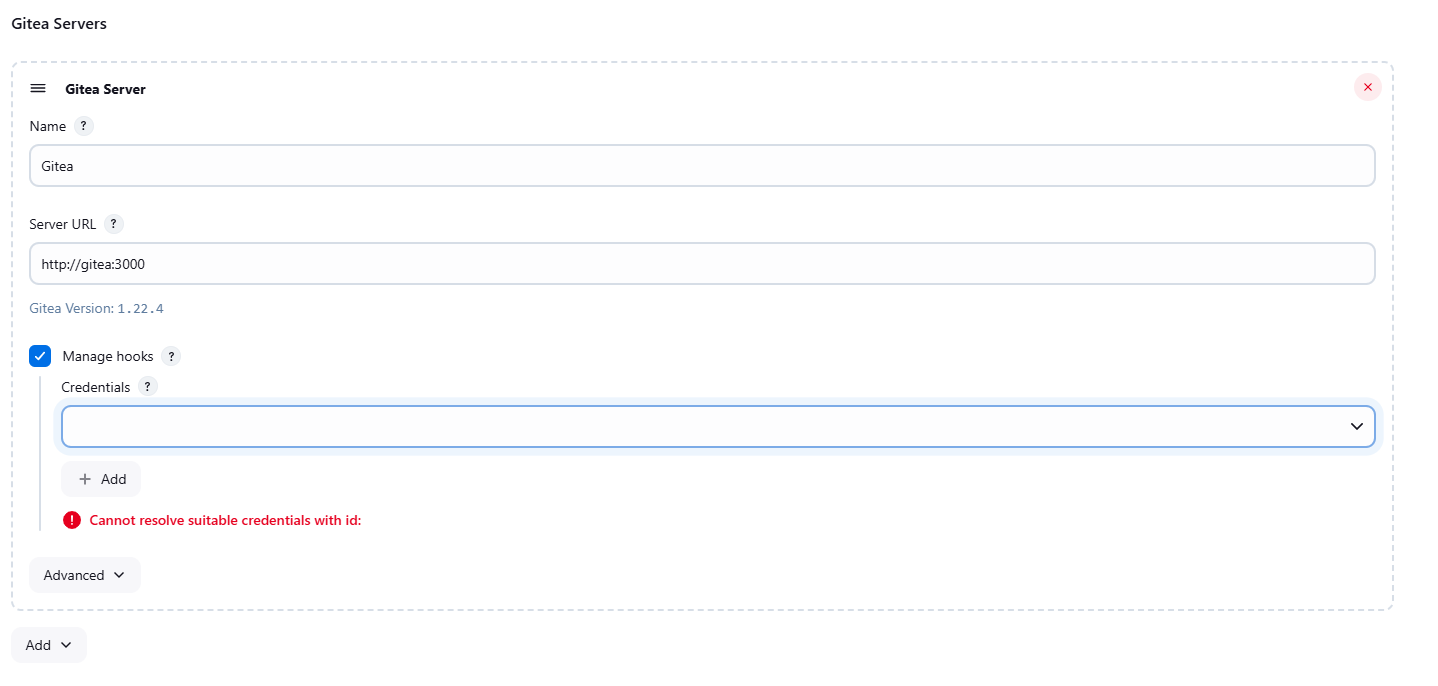 Gitea Servers
Gitea Server
Name ?
Gitea
Server URL ?
http://gitea:3000
Gitea Version: 1.22.4
Manage hooks ?
Credentials ?
+ Add
! Cannot resolve suitable credentials with id:
Advanced
Add